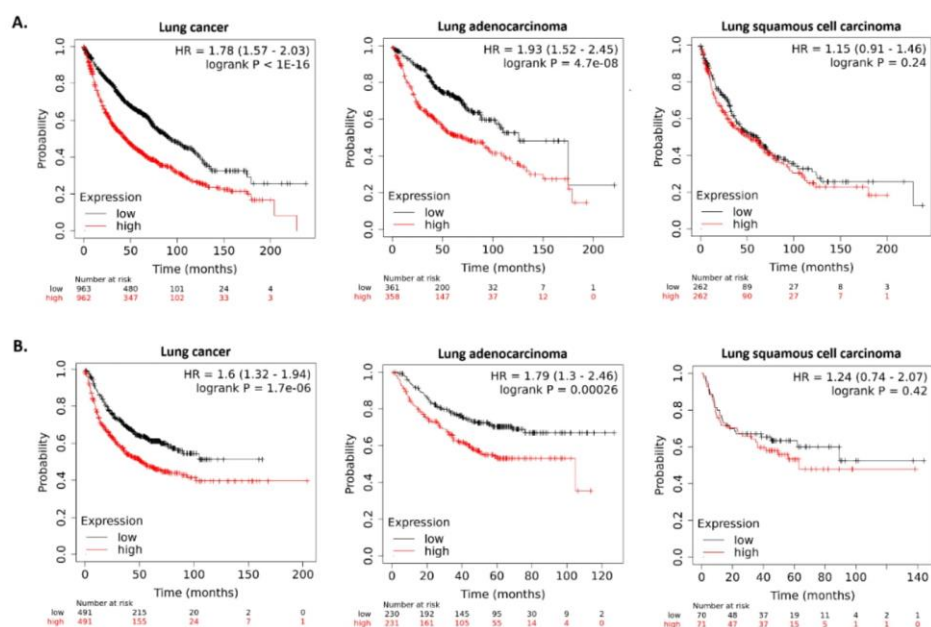 A.
Lung cancer
HR = 1.78 (1.57 - 2.03)
logrank P < 1E-16
Probability
1.0
0.8
0.6
0.4
0.2
0.0
Expression
low
high
0 50 100 150 200
Time (months)
Number at risk
low 963 480 101 24 4
high 962 347 102 33 3
Lung adenocarcinoma
HR = 1.93 (1.52 - 2.45)
logrank P = 4.7e-08
Probability
1.0
0.8
0.6
0.4
0.2
0.0
Expression
low
high
0 50 100 150 200
Time (months)
Number at risk
low 361 200 32 7 1
high 358 147 37 12 0
Lung squamous cell carcinoma
HR = 1.15 (0.91 - 1.46)
logrank P = 0.24
Probability
1.0
0.8
0.6
0.4
0.2
0.0
Expression
low
high
0 50 100 150 200
Time (months)
Number at risk
low 262 89 27 8 3
high 262 90 27 7 1
B.
Lung cancer
HR = 1.6 (1.32 - 1.94)
logrank P = 1.7e-06
Probability
1.0
0.8
0.6
0.4
0.2
0.0
Expression
low
high
0 50 100 150 200
Time (months)
Number at risk
low 491 215 20 2 0
high 491 155 24 7 1
Lung adenocarcinoma
HR = 1.79 (1.3 - 2.46)
logrank P = 0.00026
Probability
1.0
0.8
0.6
0.4
0.2
0.0
Expression
low
high
0 20 40 60 80 100 120
Time (months)
Number at risk
low 230 192 145 95 30 9 2
high 231 161 105 55 14 4 0
Lung squamous cell carcinoma
HR = 1.24 (0.74 - 2.07)
logrank P = 0.42
Probability
1.0
0.8
0.6
0.4
0.2
0.0
Expression
low
high
0 20 40 60 80 100 140
Time (months)
Number at risk
low 70 48 37 19 11 4 2 1
high 71 47 37 15 5 1 1 0